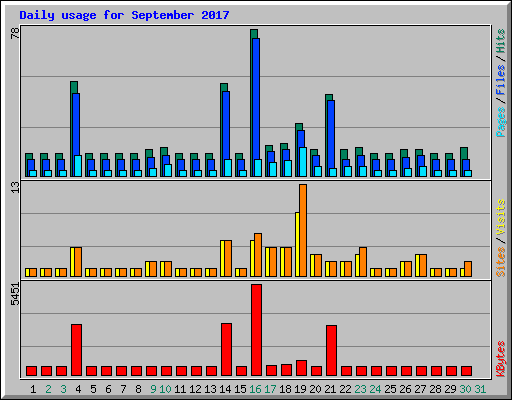 Daily usage for September 2017
78
Pages / Files / Hits
13
Sites / Visits
5451
KBytes
1 2 3 4 5 6 7 8 9 10 11 12 13 14 15 16 17 18 19 20 21 22 23 24 25 26 27 28 29 30 31